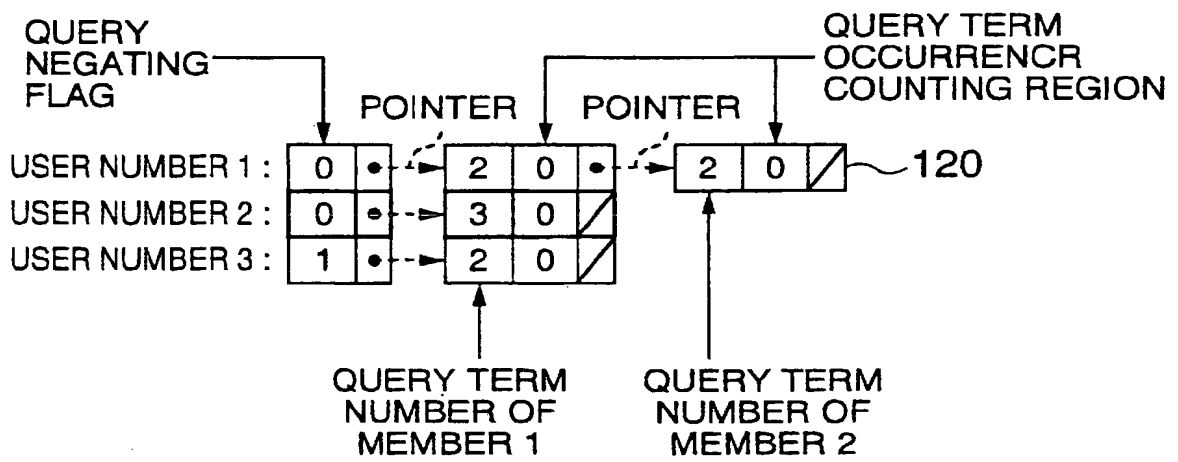 QUERY
NEGATING
FLAG
QUERY TERM
OCCURRENCR
COUNTING REGION
POINTER POINTER
USER NUMBER 1 : 0 2 0 2 0 120
USER NUMBER 2 : 0 3 0
USER NUMBER 3 : 1 2 0
QUERY TERM
NUMBER OF
MEMBER 1
QUERY TERM
NUMBER OF
MEMBER 2